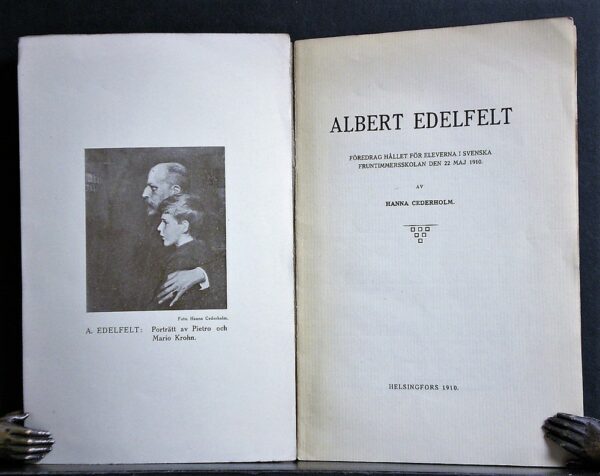 Foto Hanna Cederholm.
A. EDELFELT: Porträtt av Pietro och
Mario Krohn.
ALBERT EDELFELT
FÖREDRAG HÅLLET FÖR ELEVERNA I SVENSKA
FRUNTIMMERSSKOLAN DEN 22 MAJ 1910.
AV
HANNA CEDERHOLM.
HELSINGFORS 1910.